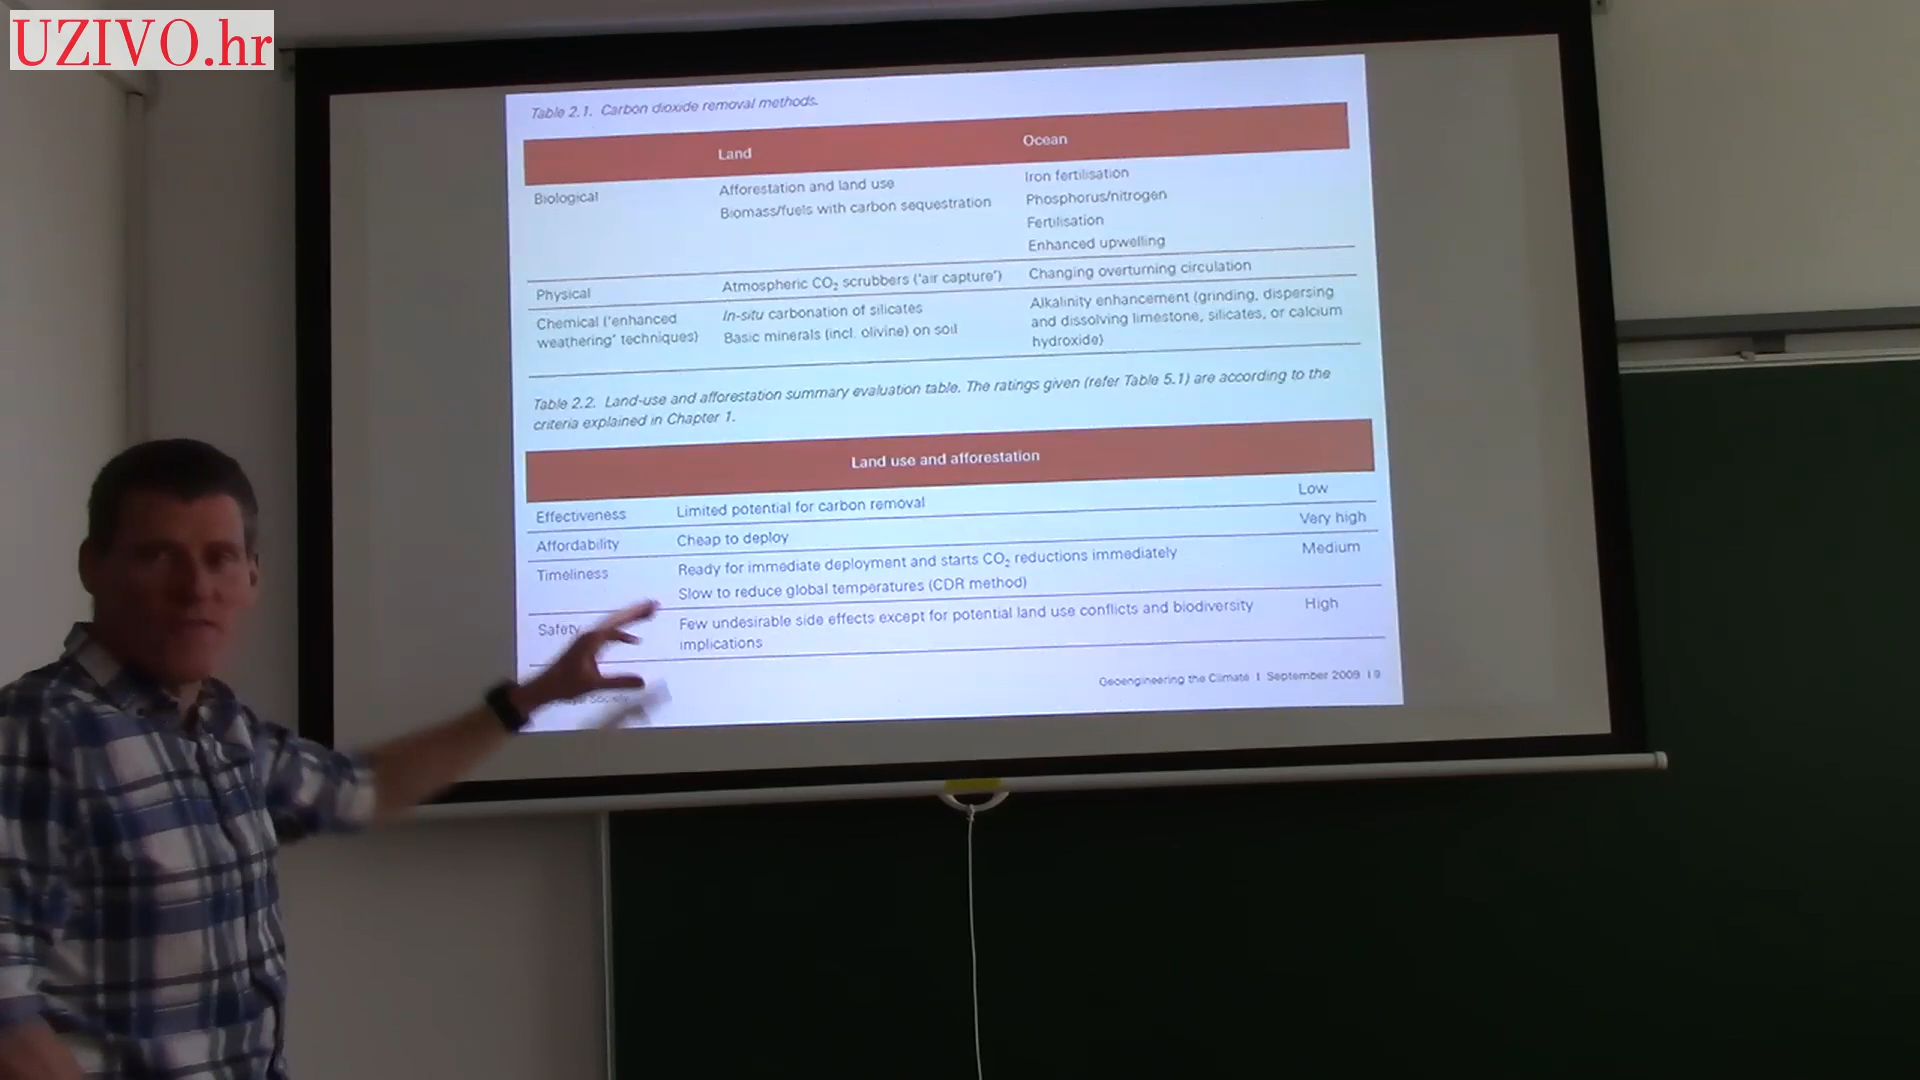 UZIVO.hr
Table 2.1. Carbon dioxide removal methods.
Land Ocean
Biological Afforestation and land use Iron fertilisation
Biomass/fuels with carbon sequestration Phosphorus/nitrogen
Fertilisation
Enhanced upwelling
Physical Atmospheric CO₂ scrubbers ('air capture') Changing overturning circulation
Chemical ('enhanced In-situ carbonation of silicates Alkalinity enhancement (grinding, dispersing
weathering' techniques) Basic minerals (incl. olivine) on soil and dissolving limestone, silicates, or calcium
hydroxide)
Table 2.2. Land-use and afforestation summary evaluation table. The ratings given (refer Table 5.1) are according to the
criteria explained in Chapter 1.
Land use and afforestation
Effectiveness Limited potential for carbon removal Low
Affordability Cheap to deploy Very high
Timeliness Ready for immediate deployment and starts CO₂ reductions immediately Medium
Slow to reduce global temperatures (CDR method)
Safety Few undesirable side effects except for potential land use conflicts and biodiversity High
implications
Geoengineering the Climate I September 2009 I 9
Society